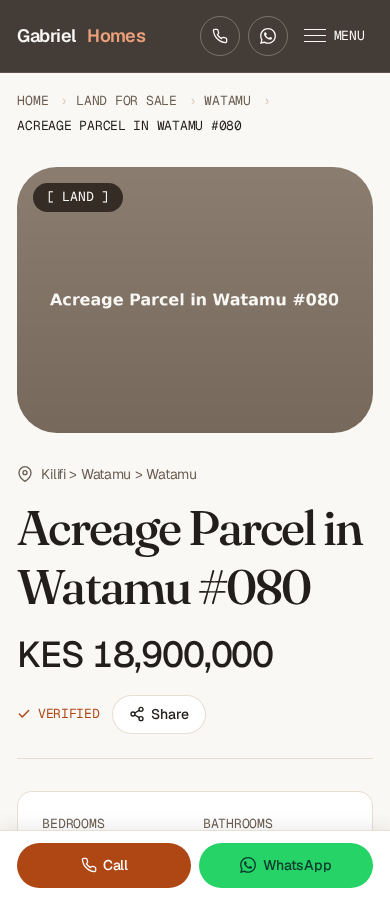 Gabriel Homes
MENU
HOME > LAND FOR SALE > WATAMU >
ACREAGE PARCEL IN WATAMU #080
[ LAND ]
Acreage Parcel in Watamu #080
Kilifi > Watamu > Watamu
Acreage Parcel in
Watamu #080
KES 18,900,000
VERIFIED
Share
BEDROOMS BATHROOMS
Call
WhatsApp